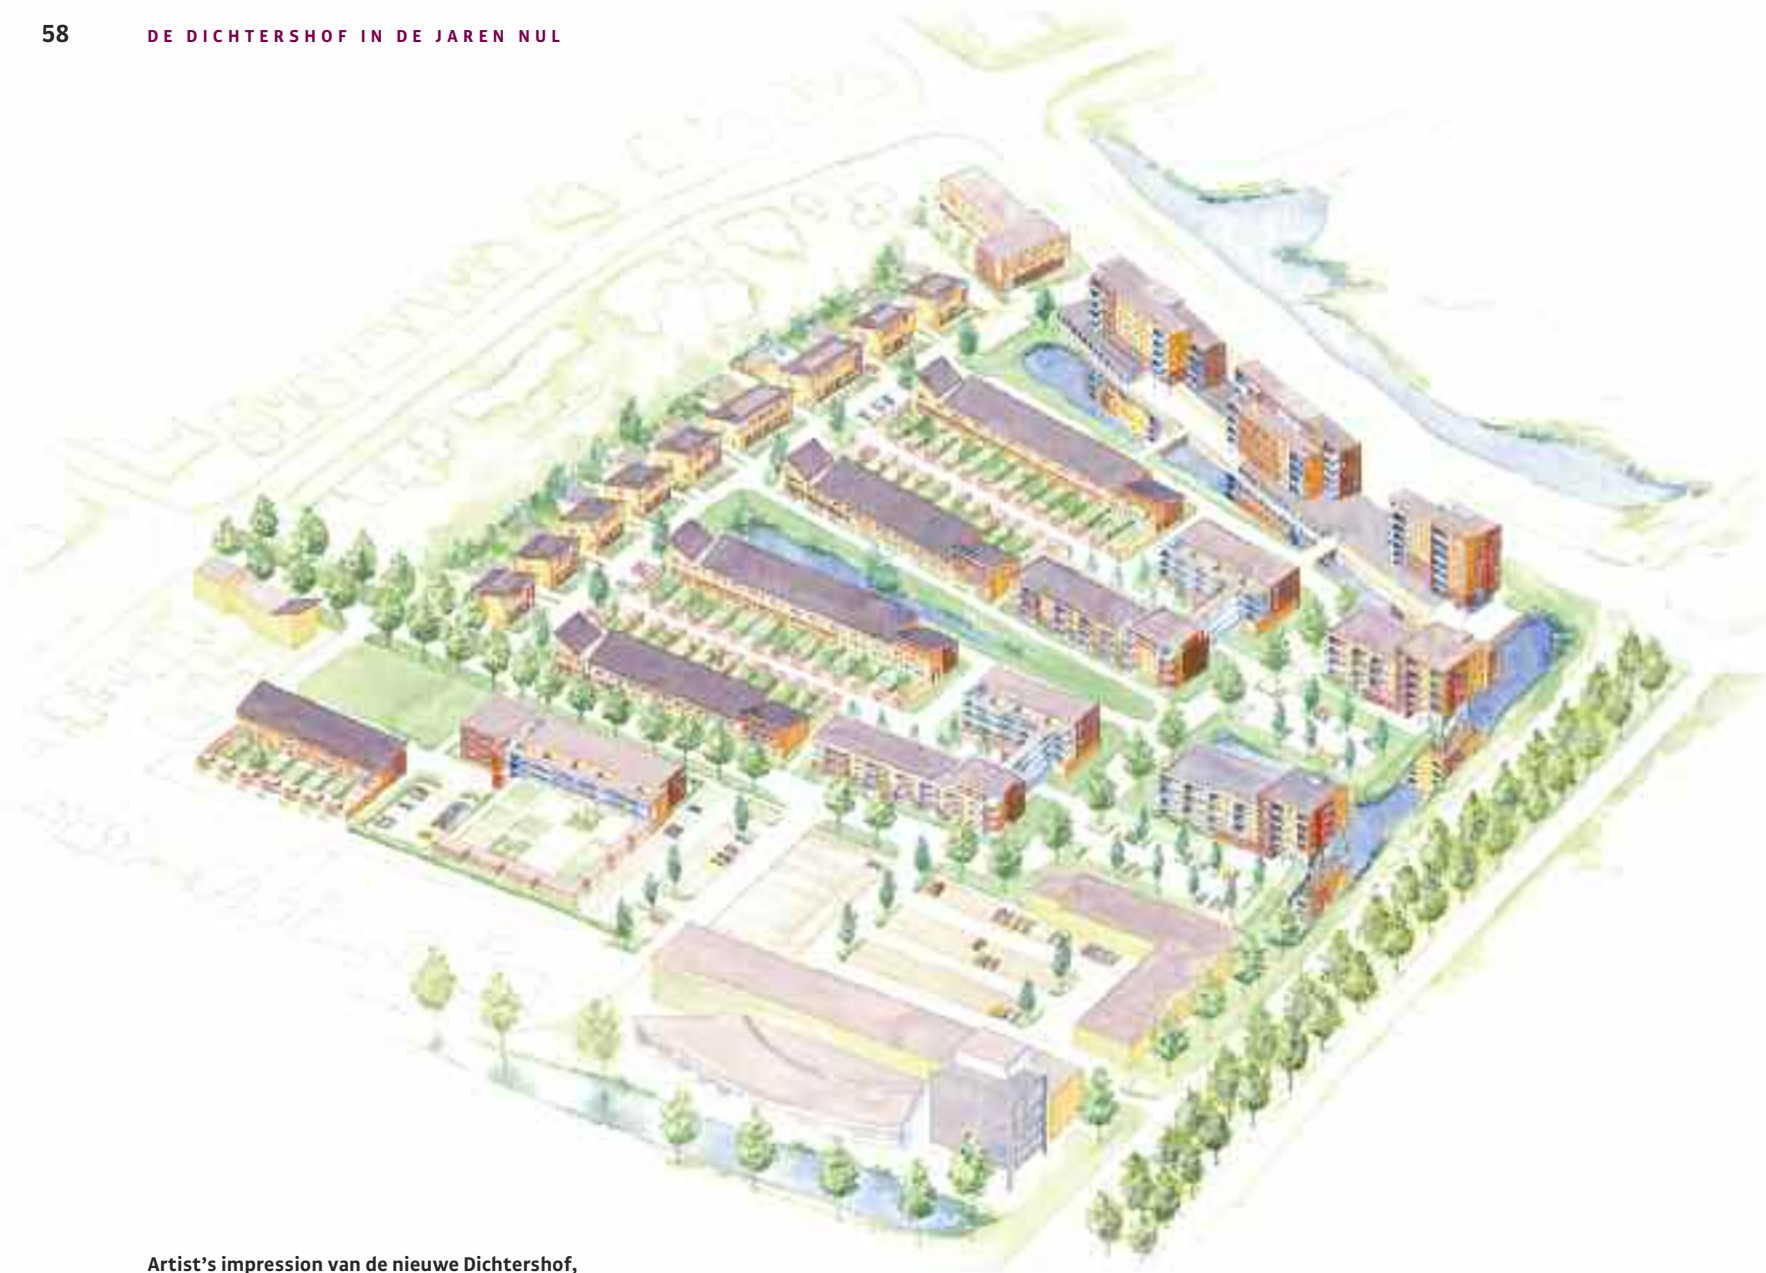 58
DE DICHTERSHOF IN DE JAREN NUL
Artist’s impression van de nieuwe Dichtershof,